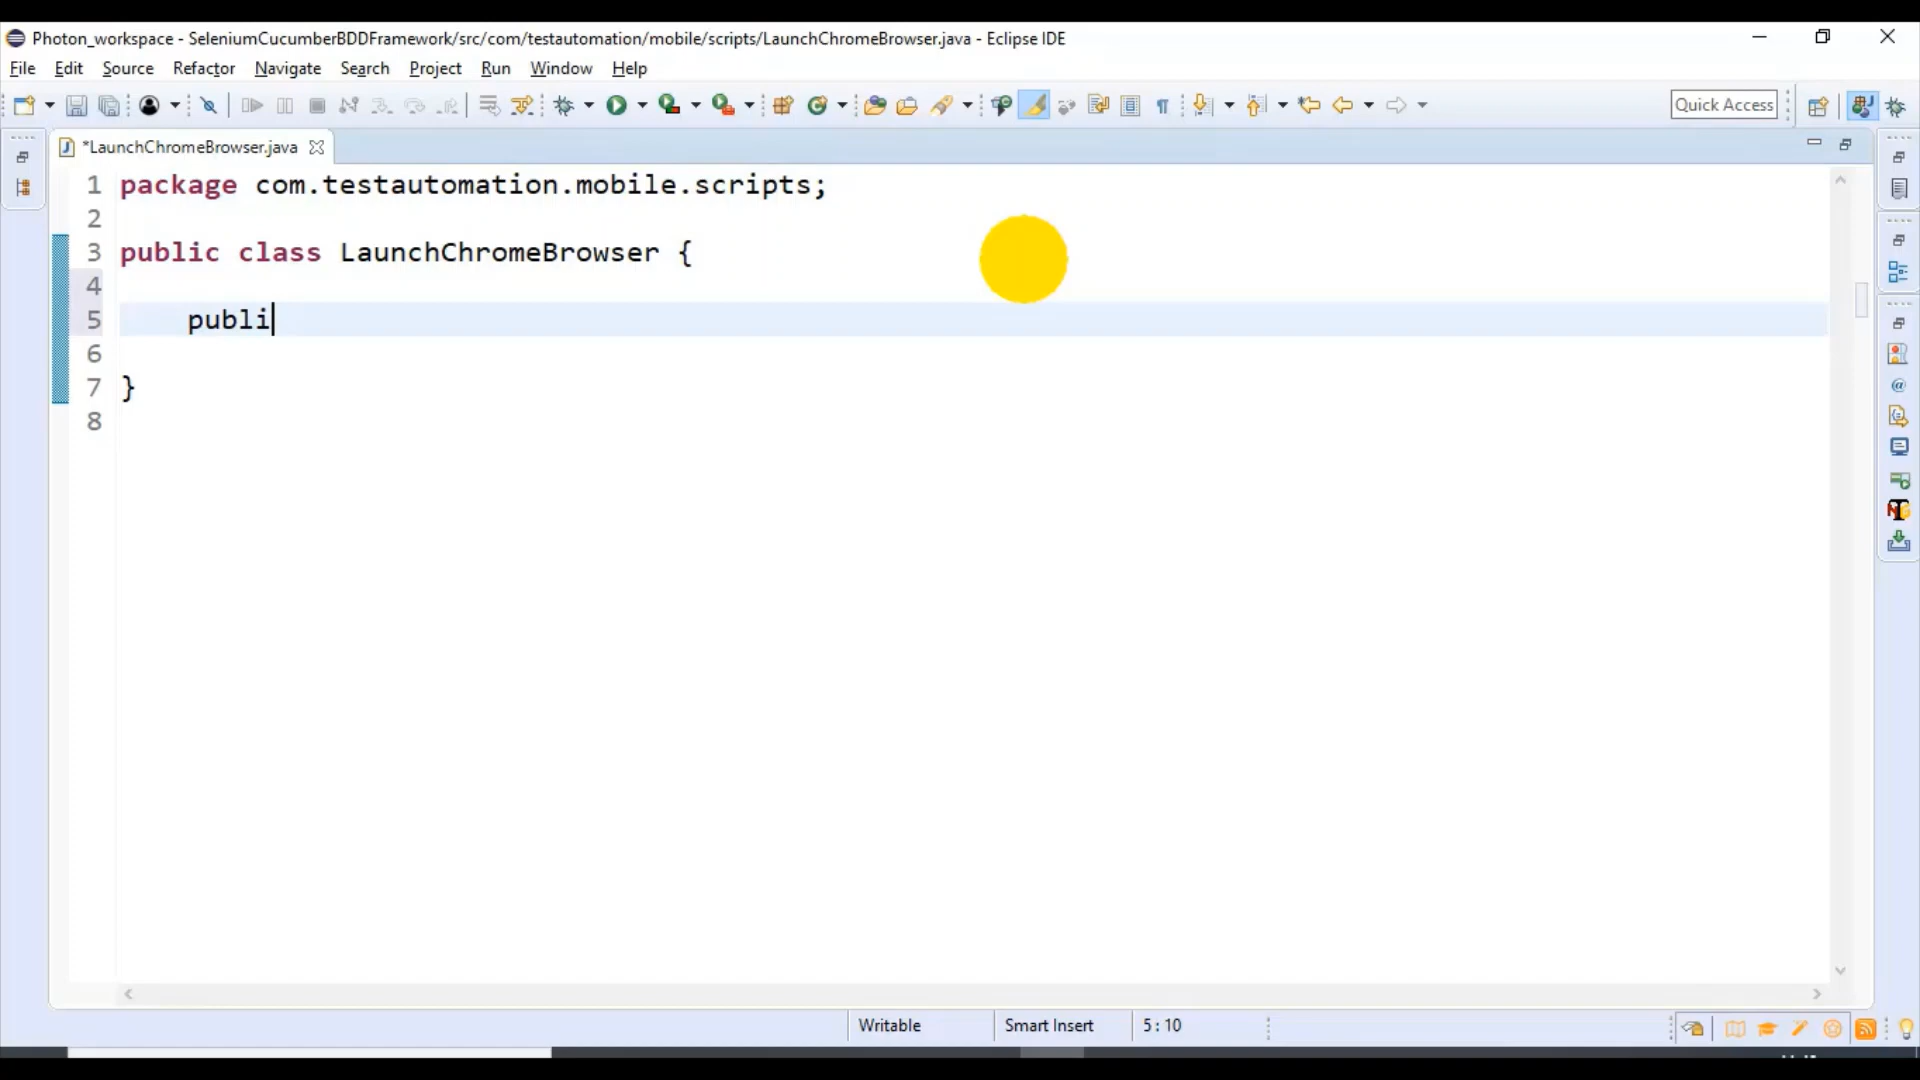 Photon_workspace - SeleniumCucumberBDDFramework/src/com/testautomation/mobile/scripts/LaunchChromeBrowser.java - Eclipse IDE
File Edit Source Refactor Navigate Search Project Run Window Help
Quick Access
*LaunchChromeBrowser.java
1 package com.testautomation.mobile.scripts;
2
3 public class LaunchChromeBrowser {
4
5 publi
6
7 }
8
Writable Smart Insert 5 : 10